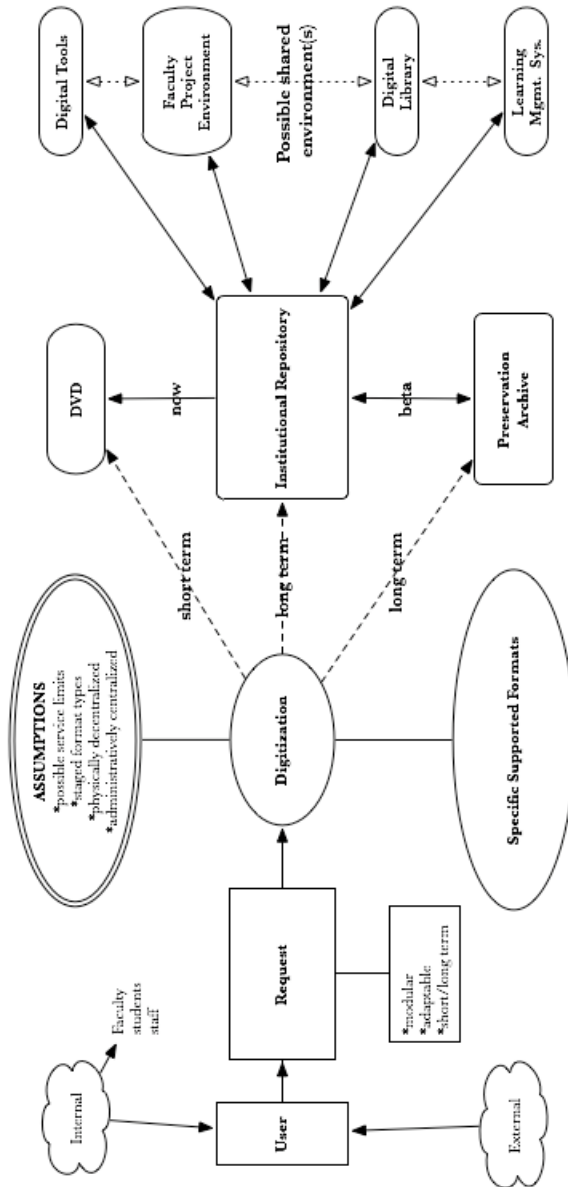 Internal
Faculty
students
staff
User
External
Request
*modular
*adaptable
*short/long term
ASSUMPTIONS
*possible service limits
*staged format types
*physically decentralized
*administratively centralized
Digitization
Specific Supported Formats
short term
long term
long term
DVD
now
Institutional Repository
beta
Preservation
Archive
Digital Tools
Faculty
Project
Environment
Possible shared
environment(s)
Digital
Library
Learning
Mgmt. Sys.